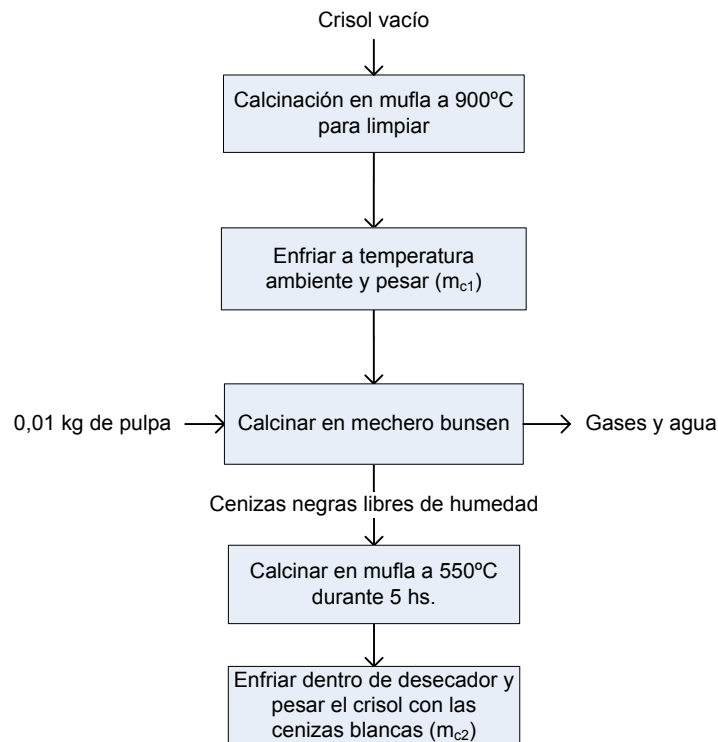 Crisol vacío
Calcinación en mufla a 900ºC
para limpiar
Enfriar a temperatura
ambiente y pesar (mc1)
0,01 kg de pulpa
Calcinar en mechero bunsen
Gases y agua
Cenizas negras libres de humedad
Calcinar en mufla a 550ºC
durante 5 hs.
Enfriar dentro de desecador y
pesar el crisol con las
cenizas blancas (mc2)